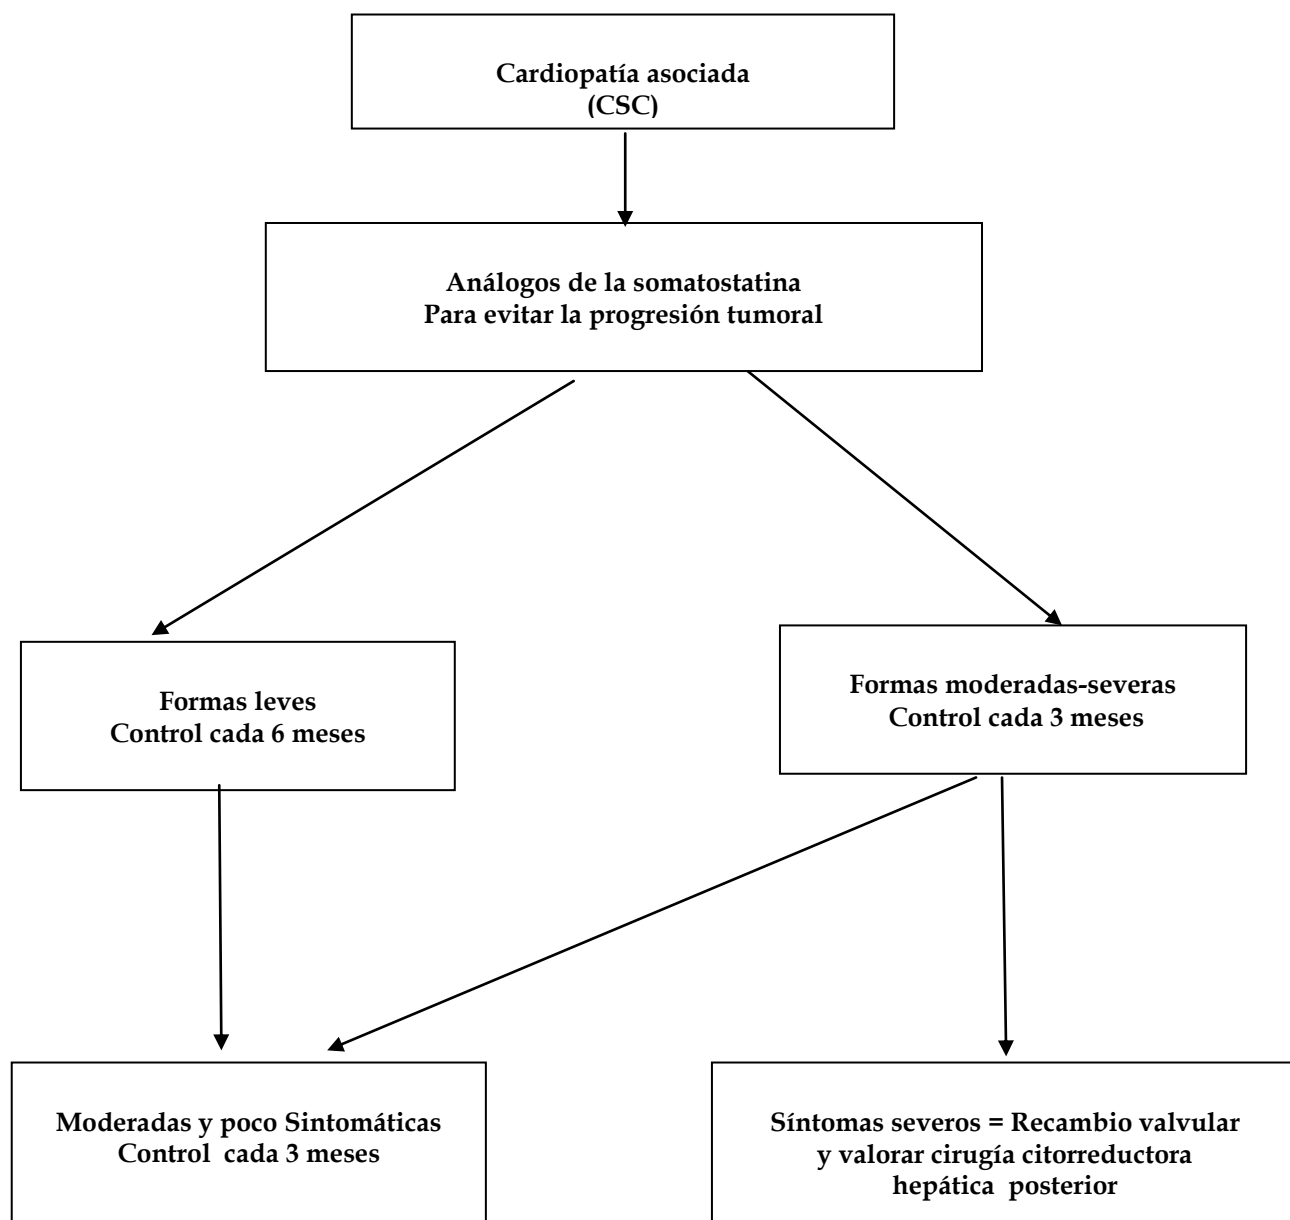 Cardiopatía asociada
(CSC)
Análogos de la somatostatina
Para evitar la progresión tumoral
Formas leves
Control cada 6 meses
Formas moderadas-severas
Control cada 3 meses
Moderadas y poco Sintomáticas
Control cada 3 meses
Síntomas severos = Recambio valvular
y valorar cirugía citorreductora
hepática posterior